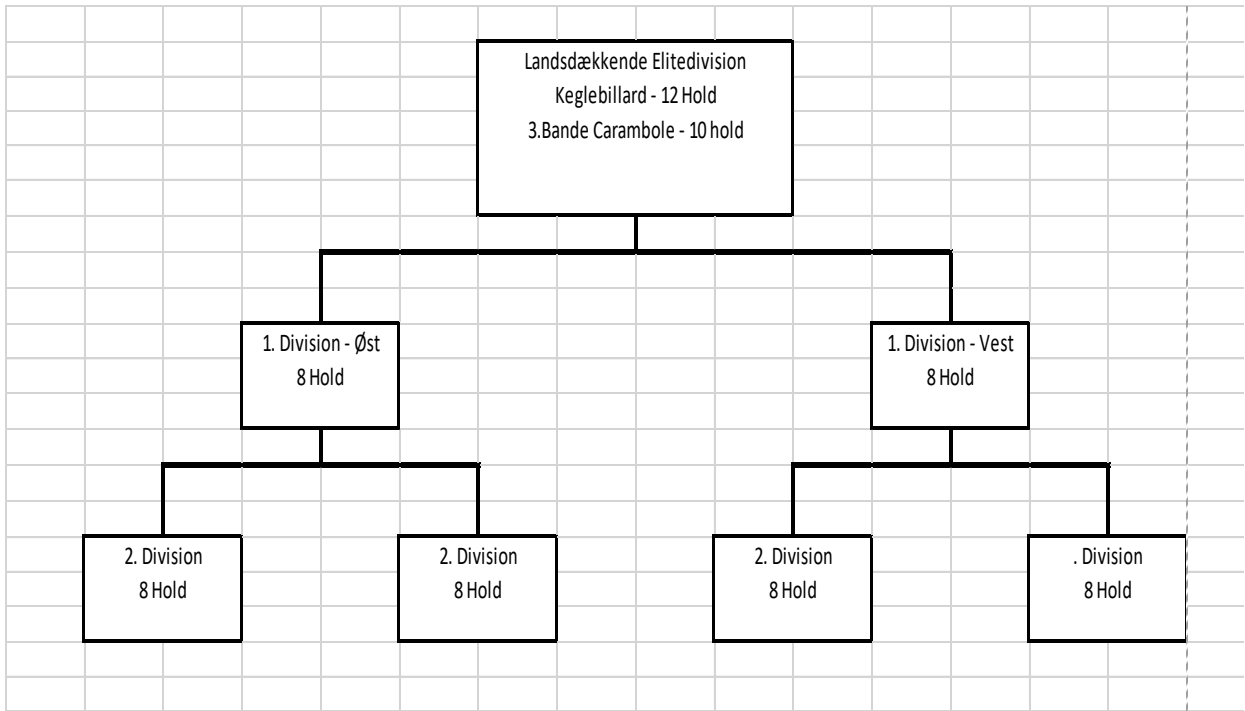 Landsdækkende Elitedivision
Keglebillard - 12 Hold
3.Bande Carambole - 10 hold
1. Division - Øst
8 Hold
1. Division - Vest
8 Hold
2. Division
8 Hold
2. Division
8 Hold
2. Division
8 Hold
. Division
8 Hold